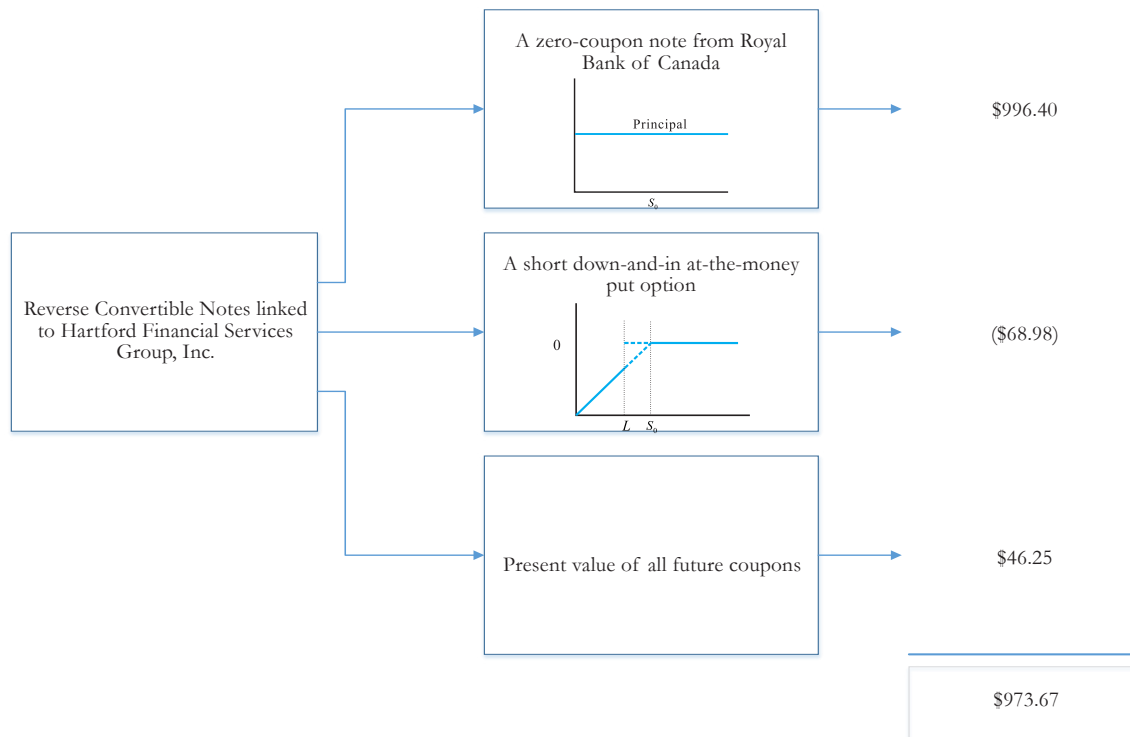 A zero-coupon note from Royal
Bank of Canada
Principal
S₀
$996.40
Reverse Convertible Notes linked
to Hartford Financial Services
Group, Inc.
A short down-and-in at-the-money
put option
0
L S₀
($68.98)
Present value of all future coupons
$46.25
$973.67